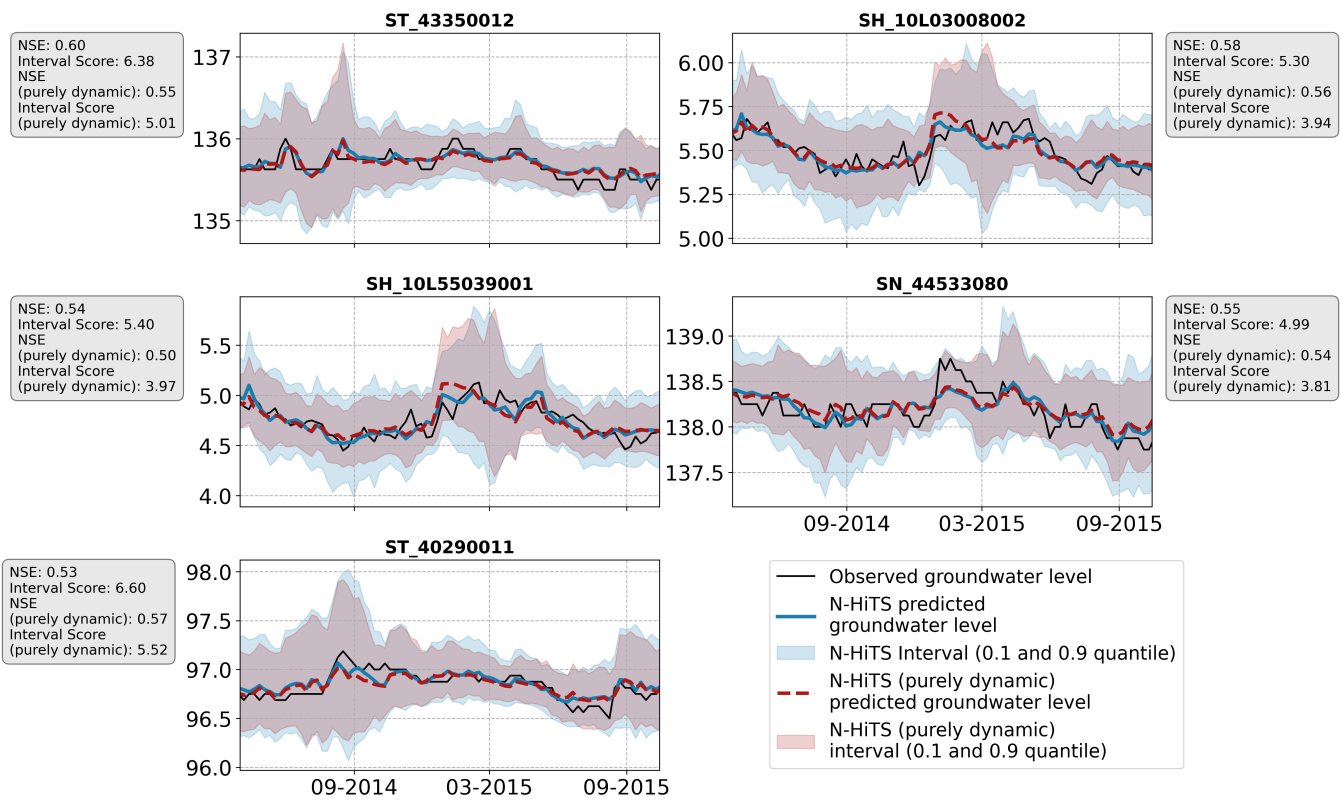 ST_43350012
NSE: 0.60
Interval Score: 6.38
NSE
(purely dynamic): 0.55
Interval Score
(purely dynamic): 5.01
137
136
135
SH_10L03008002
6.00
5.75
5.50
5.25
5.00
NSE: 0.58
Interval Score: 5.30
NSE
(purely dynamic): 0.56
Interval Score
(purely dynamic): 3.94
SH_10L55039001
NSE: 0.54
Interval Score: 5.40
NSE
(purely dynamic): 0.50
Interval Score
(purely dynamic): 3.97
5.5
5.0
4.5
4.0
SN_44533080
139.0
138.5
138.0
137.5
09-2014
03-2015
09-2015
NSE: 0.55
Interval Score: 4.99
NSE
(purely dynamic): 0.54
Interval Score
(purely dynamic): 3.81
ST_40290011
NSE: 0.53
Interval Score: 6.60
NSE
(purely dynamic): 0.57
Interval Score
(purely dynamic): 5.52
98.0
97.5
97.0
96.5
96.0
09-2014
03-2015
09-2015
Observed groundwater level
N-HiTS predicted
groundwater level
N-HiTS Interval (0.1 and 0.9 quantile)
N-HiTS (purely dynamic)
predicted groundwater level
N-HiTS (purely dynamic)
interval (0.1 and 0.9 quantile)